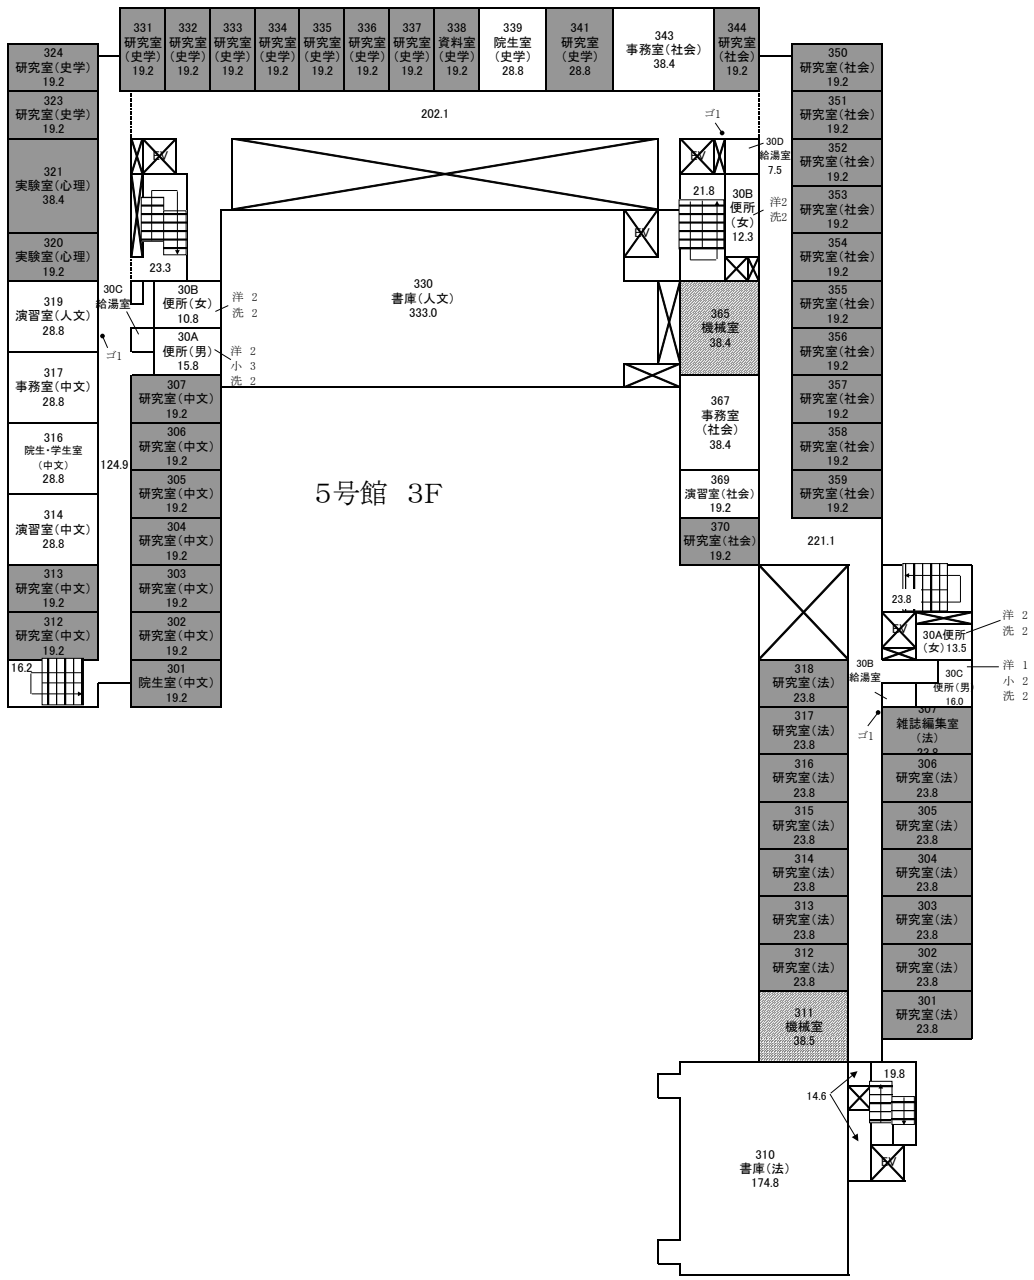 331
研究室
(史学)
19.2
332
研究室
(史学)
19.2
333
研究室
(史学)
19.2
334
研究室
(史学)
19.2
335
研究室
(史学)
19.2
336
研究室
(史学)
19.2
337
研究室
(史学)
19.2
338
資料室
(史学)
19.2
339
院生室
(史学)
28.8
341
研究室
(史学)
28.8
343
事務室(社会)
38.4
344
研究室
(社会)
19.2
324
研究室(史学)
19.2
323
研究室(史学)
19.2
321
実験室(心理)
38.4
320
実験室(心理)
19.2
319
演習室(人文)
28.8
317
事務室(中文)
28.8
316
院生・学生室
(中文)
28.8
314
演習室(中文)
28.8
313
研究室(中文)
19.2
312
研究室(中文)
19.2
16.2
124.9
202.1
EV
23.3
30C
給湯室
ゴ1
30B
便所(女)
10.8
洋 2
洗 2
30A
便所(男)
15.8
洋 2
小 3
洗 2
307
研究室(中文)
19.2
306
研究室(中文)
19.2
305
研究室(中文)
19.2
304
研究室(中文)
19.2
303
研究室(中文)
19.2
302
研究室(中文)
19.2
301
院生室(中文)
19.2
330
書庫(人文)
333.0
EV
5号館 3F
ゴ1
EV
30D
給湯室
7.5
21.8
30B
便所
(女)
12.3
洋2
洗2
365
機械室
38.4
367
事務室
(社会)
38.4
369
演習室(社会)
19.2
370
研究室(社会)
19.2
350
研究室(社会)
19.2
351
研究室(社会)
19.2
352
研究室(社会)
19.2
353
研究室(社会)
19.2
354
研究室(社会)
19.2
355
研究室(社会)
19.2
356
研究室(社会)
19.2
357
研究室(社会)
19.2
358
研究室(社会)
19.2
359
研究室(社会)
19.2
221.1
23.8
EV
30A便所
(女)13.5
洋 2
洗 2
30B
給湯室
ゴ1
30C
便所(男)
16.0
洋 1
小 2
洗 2
318
研究室(法)
23.8
317
研究室(法)
23.8
316
研究室(法)
23.8
315
研究室(法)
23.8
314
研究室(法)
23.8
313
研究室(法)
23.8
312
研究室(法)
23.8
311
機械室
38.5
307
雑誌編集室
(法)
23.8
306
研究室(法)
23.8
305
研究室(法)
23.8
304
研究室(法)
23.8
303
研究室(法)
23.8
302
研究室(法)
23.8
301
研究室(法)
23.8
19.8
14.6
EV
310
書庫(法)
174.8